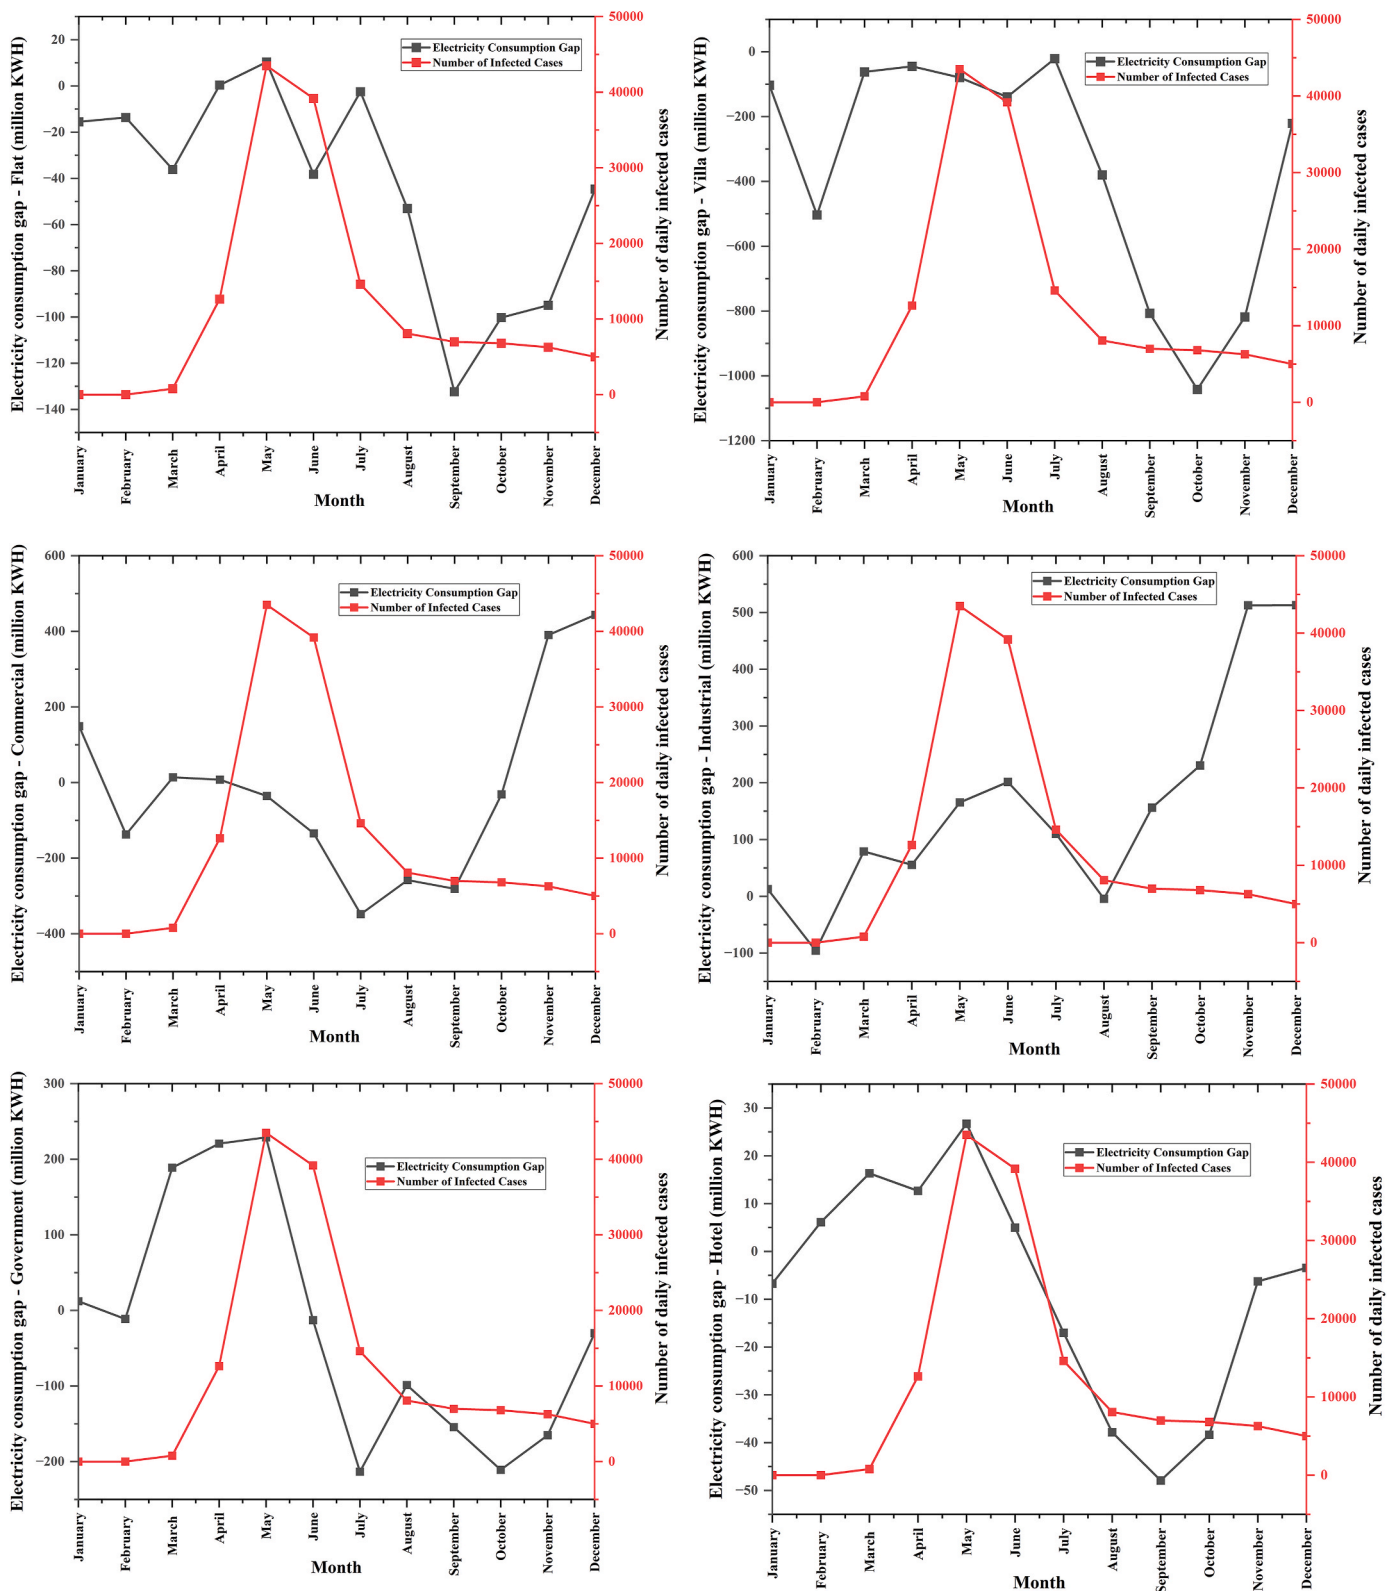 Electricity consumption gap - Flat (million KWH)
20
0
−20
−40
−60
−80
−100
−120
−140
Electricity Consumption Gap
Number of Infected Cases
50000
40000
30000
20000
10000
0
Number of daily infected cases
January
February
March
April
May
June
July
August
September
October
November
December
Month
Electricity consumption gap - Villa (million KWH)
0
−200
−400
−600
−800
−1000
−1200
Electricity Consumption Gap
Number of Infected Cases
50000
40000
30000
20000
10000
0
Number of daily infected cases
January
February
March
April
May
June
July
August
September
October
November
December
Month
Electricity consumption gap - Commercial (million KWH)
600
400
200
0
−200
−400
Electricity Consumption Gap
Number of Infected Cases
50000
40000
30000
20000
10000
0
Number of daily infected cases
January
February
March
April
May
June
July
August
September
October
November
December
Month
Electricity consumption gap - Industrial (million KWH)
600
500
400
300
200
100
0
−100
Electricity Consumption Gap
Number of Infected Cases
50000
40000
30000
20000
10000
0
Number of daily infected cases
January
February
March
April
May
June
July
August
September
October
November
December
Month
Electricity consumption gap - Government (million KWH)
300
200
100
0
−100
−200
Electricity Consumption Gap
Number of Infected Cases
50000
40000
30000
20000
10000
0
Number of daily infected cases
January
February
March
April
May
June
July
August
September
October
November
December
Month
Electricity consumption gap - Hotel (million KWH)
30
20
10
0
−10
−20
−30
−40
−50
Electricity Consumption Gap
Number of Infected Cases
50000
40000
30000
20000
10000
0
Number of daily infected cases
January
February
March
April
May
June
July
August
September
October
November
December
Month